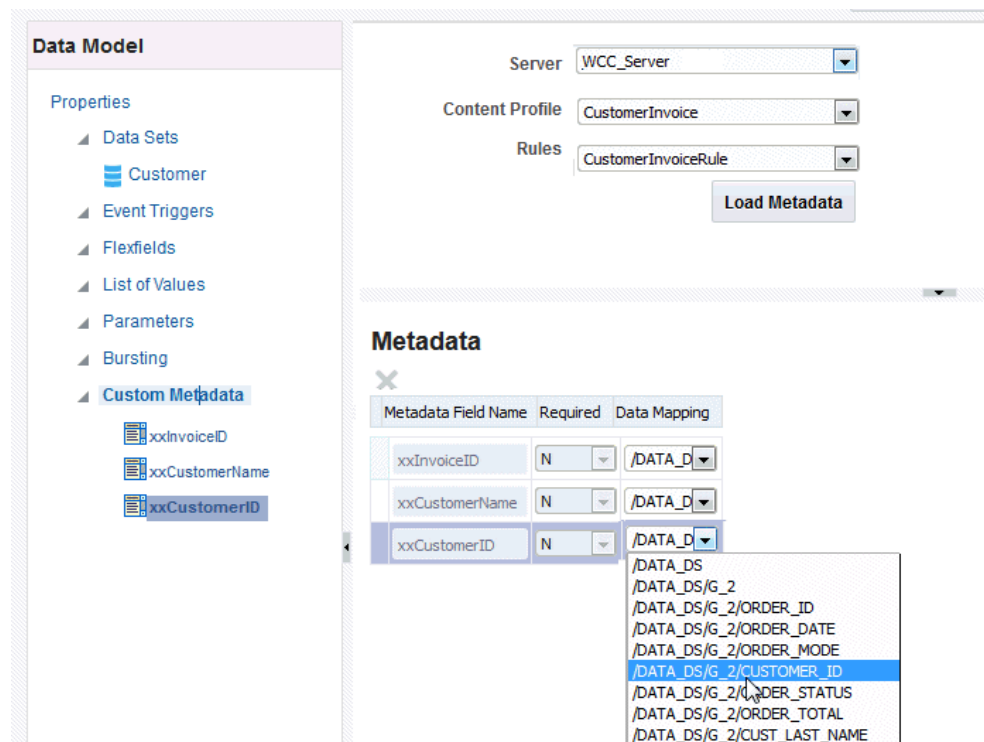 Data Model
Properties
Data Sets
Customer
Event Triggers
Flexfields
List of Values
Parameters
Bursting
Custom Metadata
xxInvoiceID
xxCustomerName
xxCustomerID
Server WCC_Server
Content Profile CustomerInvoice
Rules CustomerInvoiceRule
Load Metadata
Metadata
Metadata Field Name Required Data Mapping
xxInvoiceID N /DATA_D
xxCustomerName N /DATA_D
xxCustomerID N /DATA_D
/DATA_DS
/DATA_DS/G_2
/DATA_DS/G_2/ORDER_ID
/DATA_DS/G_2/ORDER_DATE
/DATA_DS/G_2/ORDER_MODE
/DATA_DS/G_2/CUSTOMER_ID
/DATA_DS/G_2/ORDER_STATUS
/DATA_DS/G_2/ORDER_TOTAL
/DATA_DS/G_2/CUST_LAST_NAME